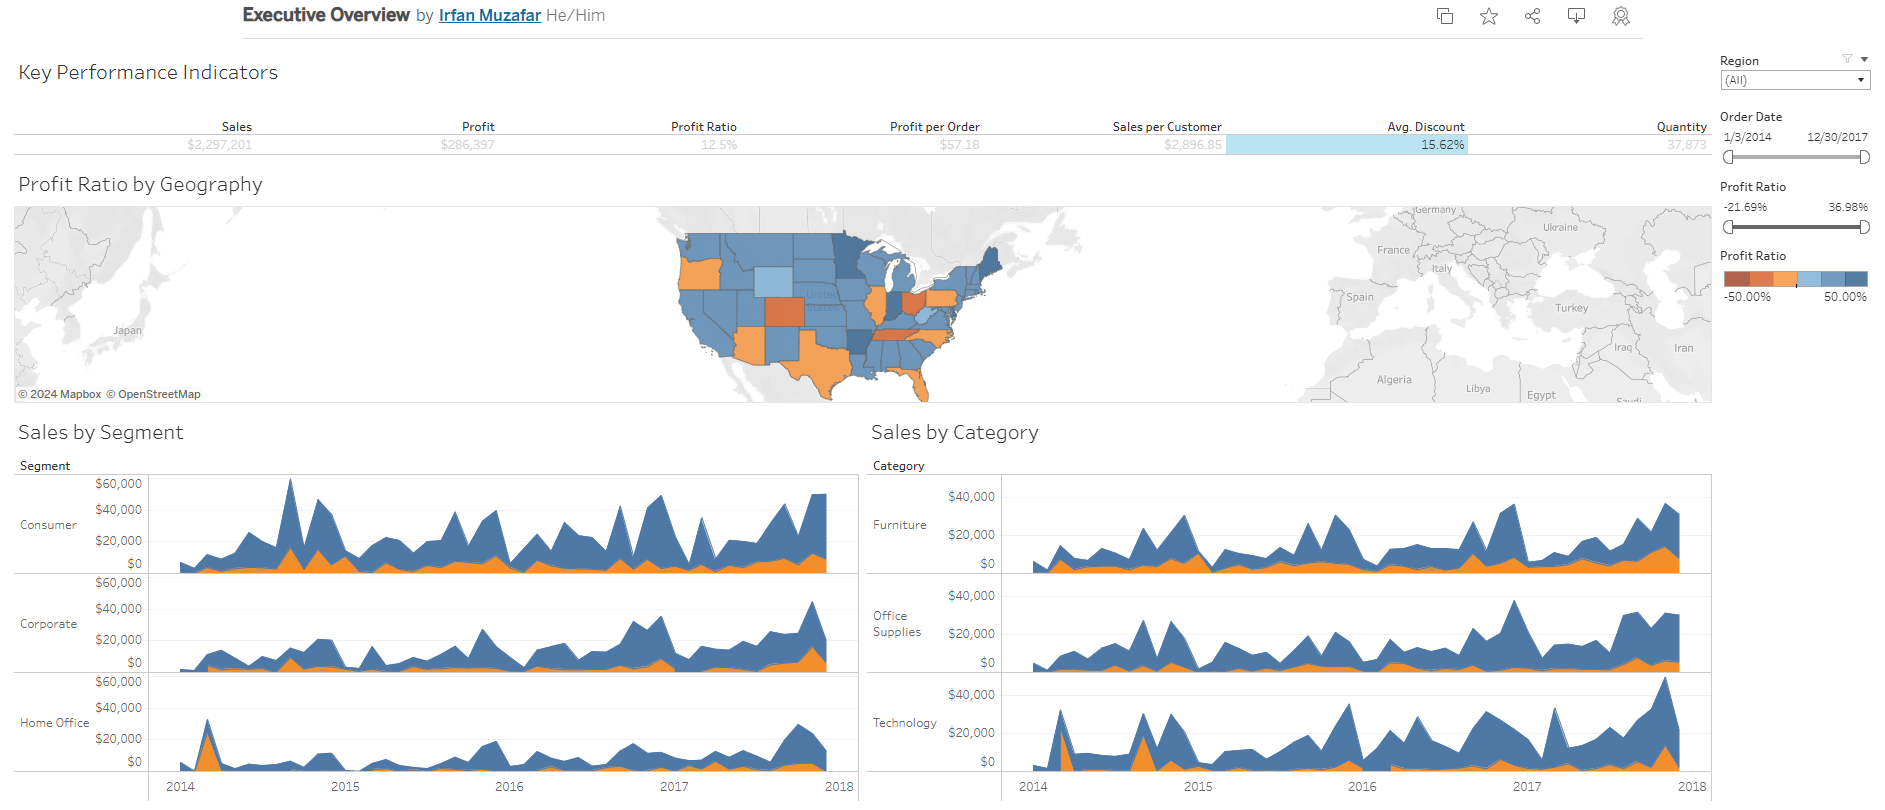 Executive Overview by Irfan Muzafar He/Him
Key Performance Indicators
Region
(All)
Order Date
1/3/2014 12/30/2017
Profit Ratio
-21.69% 36.98%
Profit Ratio
-50.00% 50.00%
Sales Profit Profit Ratio Profit per Order Sales per Customer Avg. Discount Quantity
$2,297,201 $286,397 12.5% $57.18 $2,896.85 15.62% 37,873
Profit Ratio by Geography
Japan
United
States
Germany
Ukraine
France
Italy
Spain
Turkey
Iraq
Iran
Algeria
Libya
Egypt
Saudi
© 2024 Mapbox © OpenStreetMap
Sales by Segment
Segment
Consumer
$60,000
$40,000
$20,000
$0
Corporate
$60,000
$40,000
$20,000
$0
Home Office
$60,000
$40,000
$20,000
$0
2014 2015 2016 2017 2018
Sales by Category
Category
Furniture
$40,000
$20,000
$0
Office
Supplies
$40,000
$20,000
$0
Technology
$40,000
$20,000
$0
2014 2015 2016 2017 2018